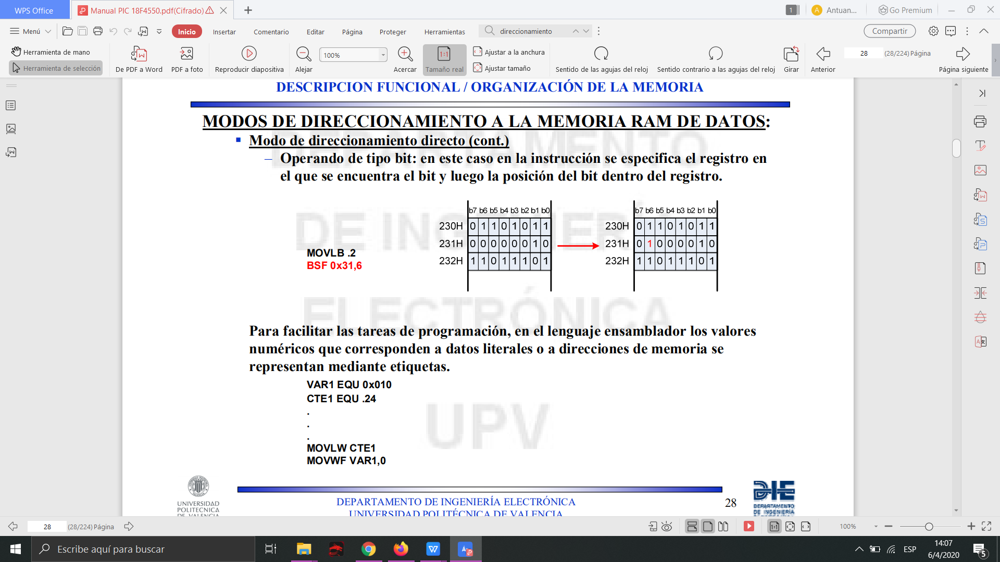 WPS Office
Manual PIC 18F4550.pdf(Cifrado)
1
A
Antuan...
Go Premium
Menú
Inicio
Insertar
Comentario
Editar
Página
Proteger
Herramientas
direccionamiento
Compartir
Herramienta de mano
Herramienta de selección
De PDF a Word
PDF a foto
Reproducir diapositiva
Alejar
100%
Acercar
1:1
Tamaño real
Ajustar a la anchura
Ajustar tamaño
Sentido de las agujas del reloj
Sentido contrario a las agujas del reloj
Girar
Anterior
28
(28/224) Página
Página siguiente
DEPARTAMENTO
DE INGENIERÍA
ELECTRÓNICA
UPV
DESCRIPCION FUNCIONAL / ORGANIZACIÓN DE LA MEMORIA
MODOS DE DIRECCIONAMIENTO A LA MEMORIA RAM DE DATOS:
▪ Modo de direccionamiento directo (cont.)
– Operando de tipo bit: en este caso en la instrucción se especifica el registro en
el que se encuentra el bit y luego la posición del bit dentro del registro.
MOVLB .2
BSF 0x31,6
b7 b6 b5 b4 b3 b2 b1 b0
230H 0 1 1 0 1 0 1 1
231H 0 0 0 0 0 0 1 0
232H 1 1 0 1 1 1 0 1
b7 b6 b5 b4 b3 b2 b1 b0
230H 0 1 1 0 1 0 1 1
231H 0 1 0 0 0 0 1 0
232H 1 1 0 1 1 1 0 1
Para facilitar las tareas de programación, en el lenguaje ensamblador los valores
numéricos que corresponden a datos literales o a direcciones de memoria se
representan mediante etiquetas.
VAR1 EQU 0x010
CTE1 EQU .24
.
.
.
MOVLW CTE1
MOVWF VAR1,0
UNIVERSIDAD
POLITECNICA
DE VALENCIA
DEPARTAMENTO DE INGENIERÍA ELECTRÓNICA
UNIVERSIDAD POLITÉCNICA DE VALENCIA
28
DIE
DEPARTAMENTO
DE INGENIERÍA
28
(28/224) Página
1:1
100%
Escribe aquí para buscar
ESP
14:07
6/4/2020
5